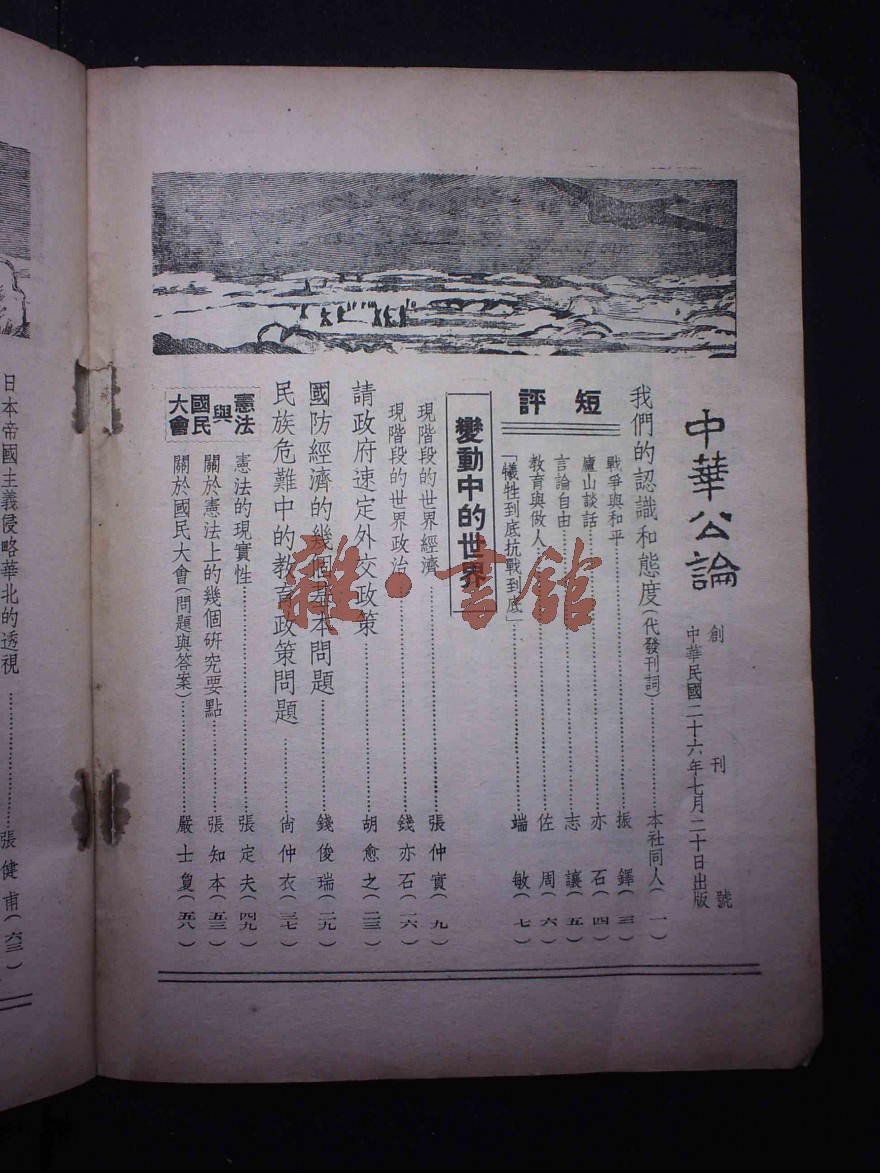 中華公論
創刊號
中華民國二十六年七月二十日出版
我們的認識和態度(代發刊詞)……本社同人(一)
短評
戰爭與和平……振鐸(三)
廬山談話……亦石(四)
言論自由……志讓(五)
教育與做人……佐周(六)
「犧牲到底抗戰到底」……端敏(七)
變動中的世界
現階段的世界經濟……張仲實(九)
現階段的世界政治……錢亦石(一六)
請政府速定外交政策……胡愈之(二三)
國防經濟的幾個基本問題……錢俊瑞(二九)
民族危難中的教育政策問題……尚仲衣(三七)
憲法與國民大會
憲法的現實性……張定夫(四九)
關於憲法上的幾個研究要點……張知本(五三)
關於國民大會(問題與答案)……嚴士敻(五八)
日本帝國主義侵略華北的透視……張健甫(六三)
雜·書館